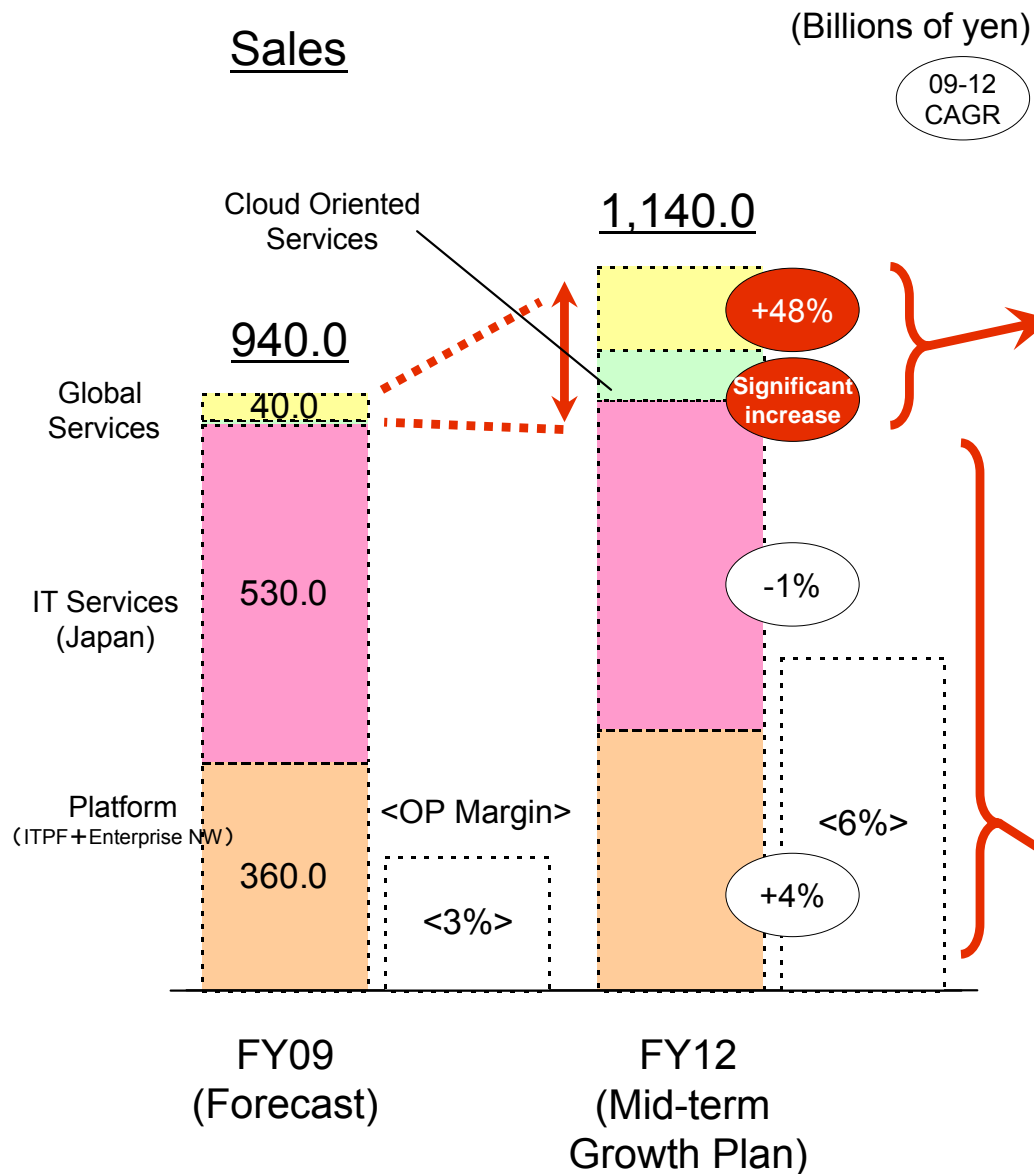 (Billions of yen)
Sales
09-12
CAGR
Cloud Oriented
Services
1,140.0
+48%
940.0
Significant
increase
Global
Services
40.0
IT Services
(Japan)
530.0
-1%
Platform
（ITPF＋Enterprise NW）
<OP Margin>
<6%>
360.0
<3%>
+4%
FY09
(Forecast)
FY12
(Mid-term
Growth Plan)